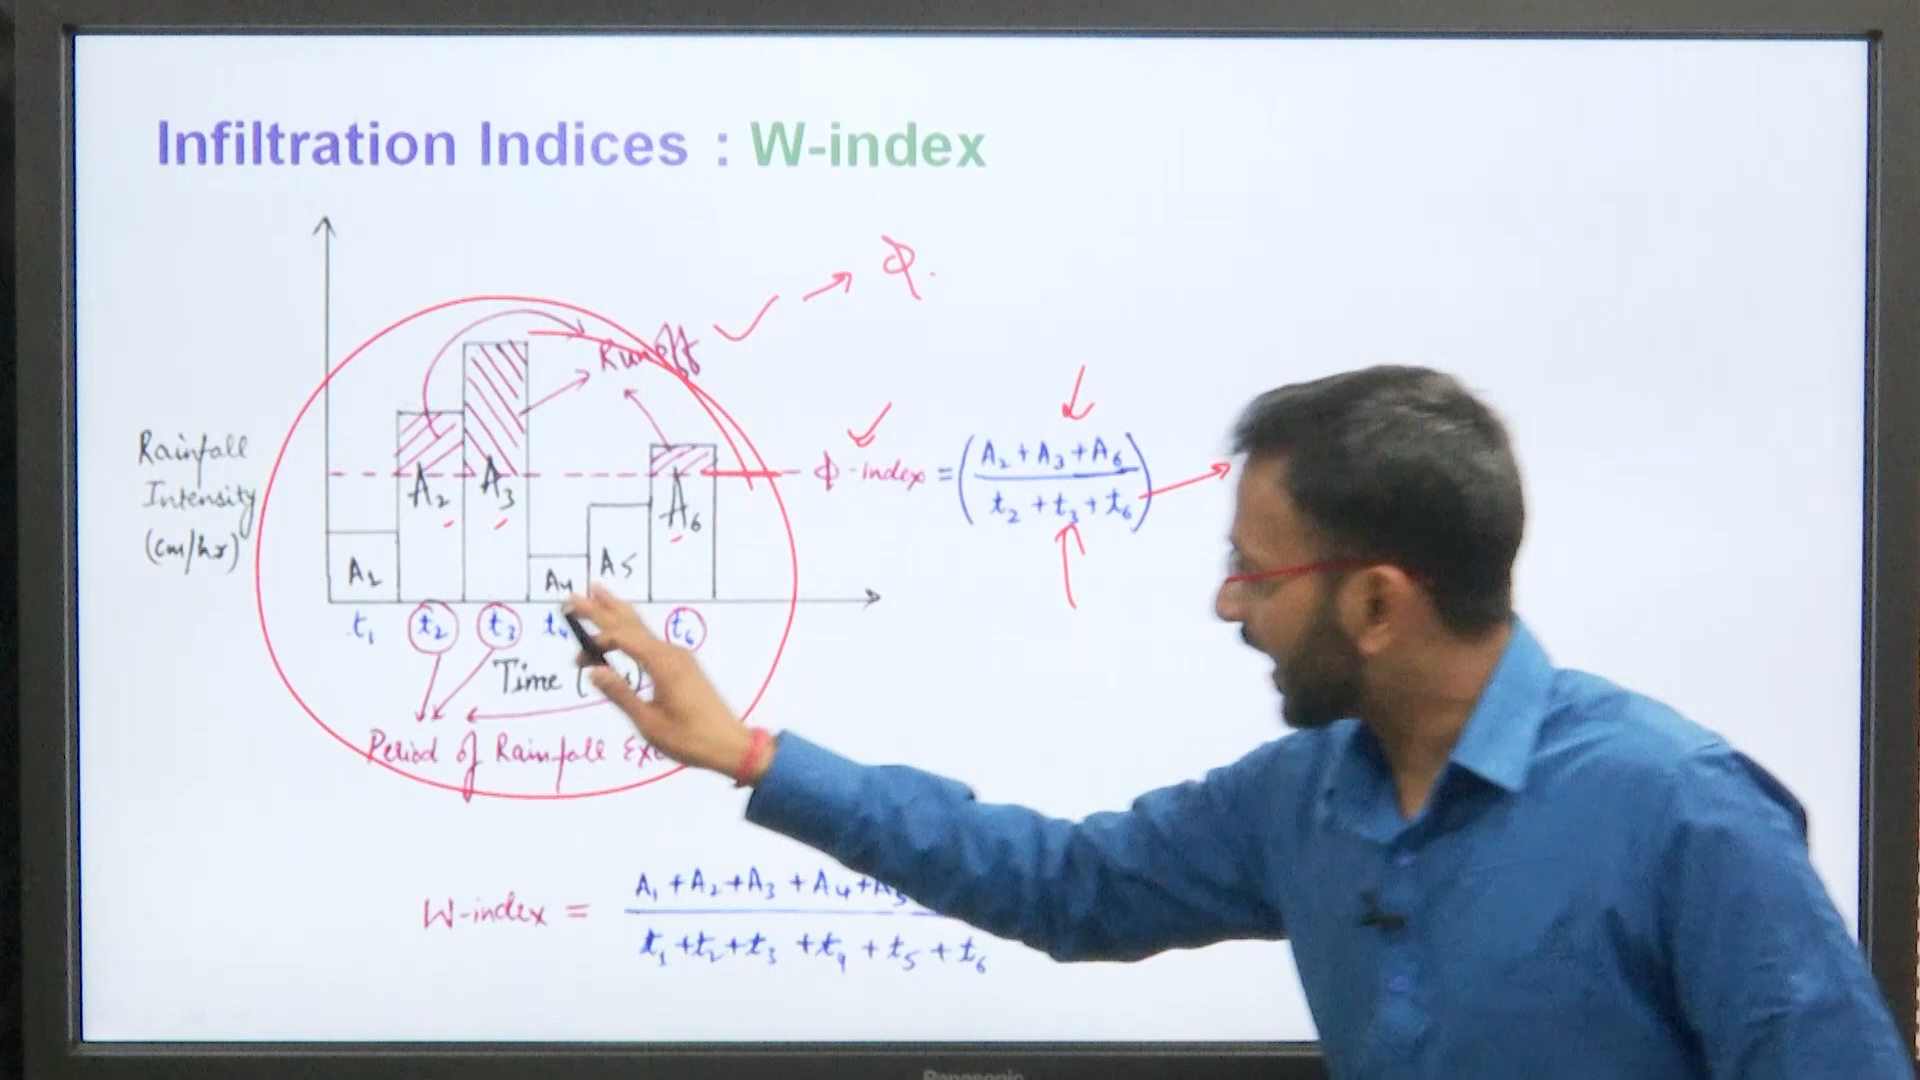 Infiltration Indices : W-index
Φ.
Runoff
Rainfall
Intensity
(cm/hr)
Φ-index = (A₂ + A₃ + A₆ / t₂ + t₃ + t₆)
A₂
A₃
A₆
A₂
A₄
A₅
t₁ t₂ t₃ t₄ t₆
Time
Period of Rainfall
W-index = A₁ + A₂ + A₃ + A₄ +
t₁ + t₂ + t₃ + t₄ + t₅ + t₆
Panasonic